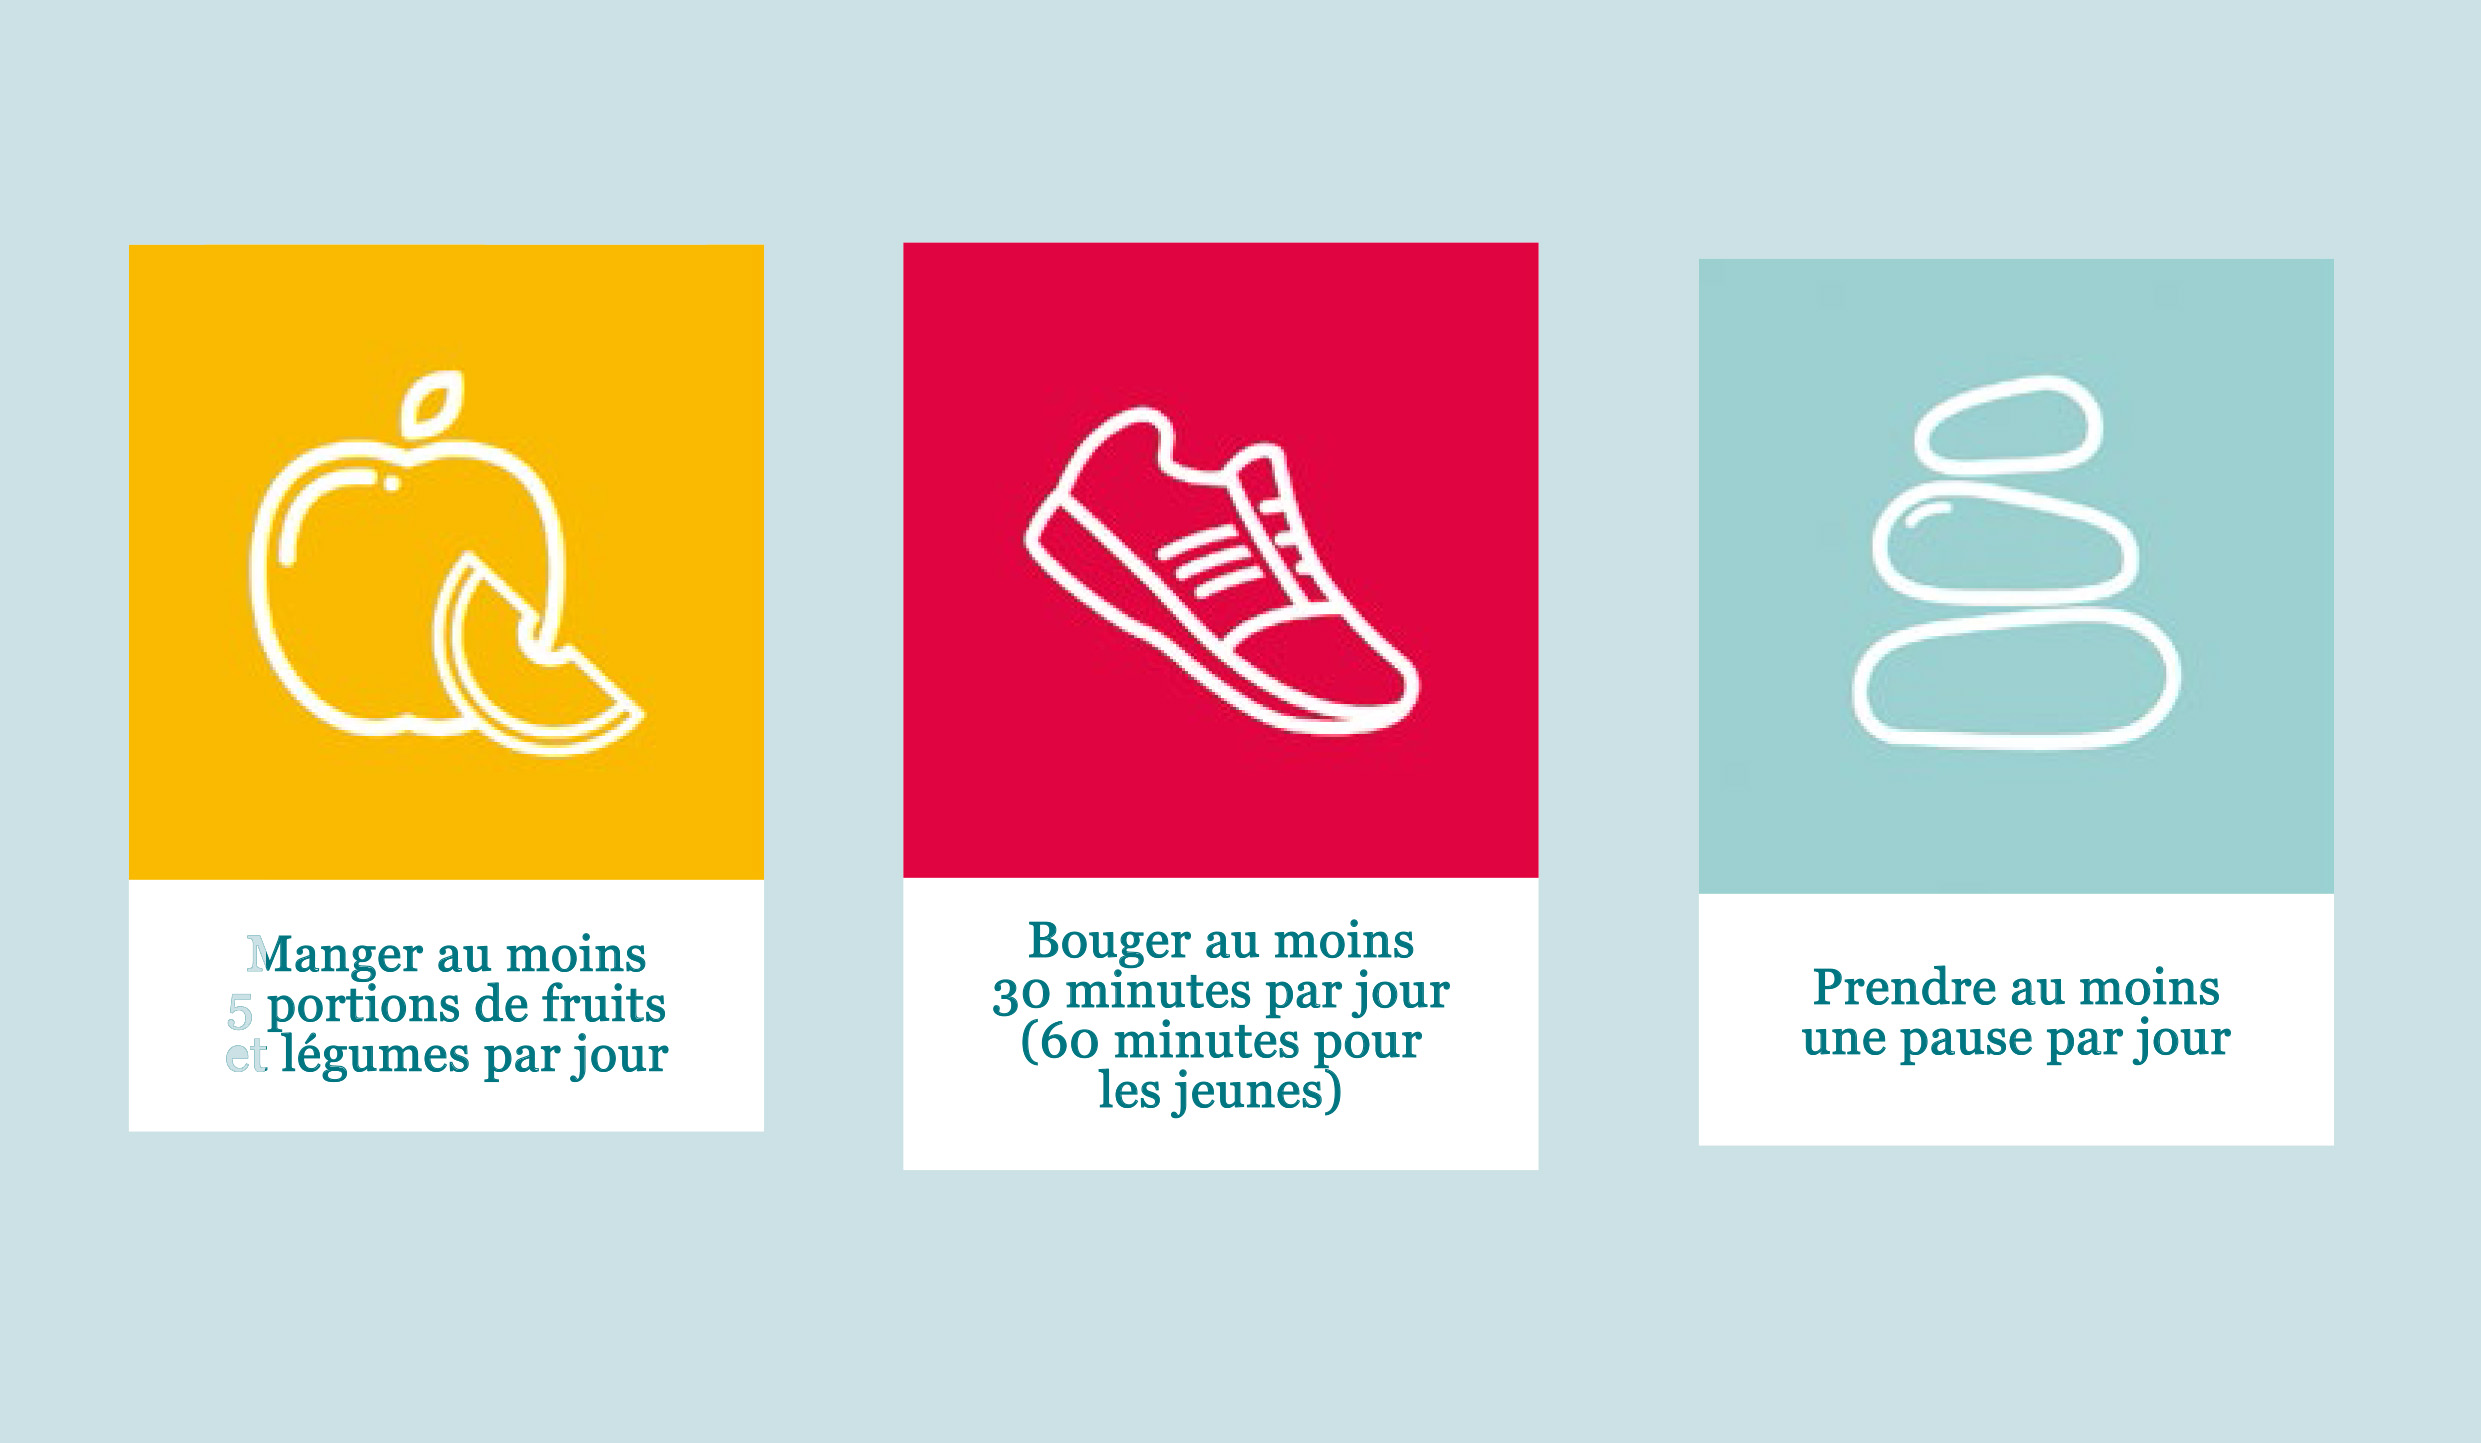 Manger au moins
5 portions de fruits
et légumes par jour
Bouger au moins
30 minutes par jour
(60 minutes pour
les jeunes)
Prendre au moins
une pause par jour